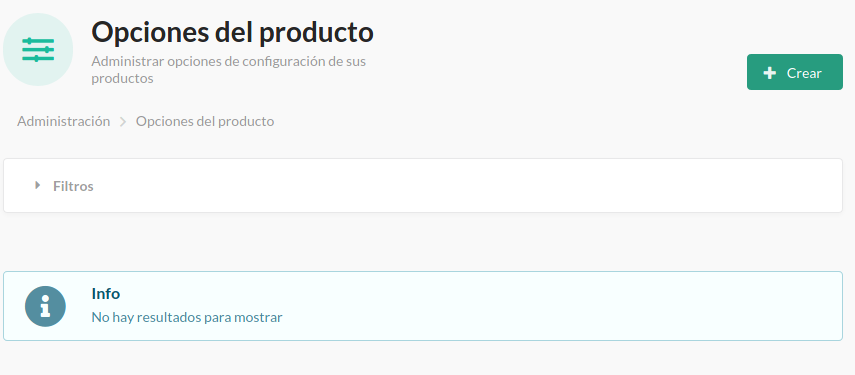 Opciones del producto
Administrar opciones de configuración de sus
productos
Crear
Administración
Opciones del producto
Filtros
Info
No hay resultados para mostrar